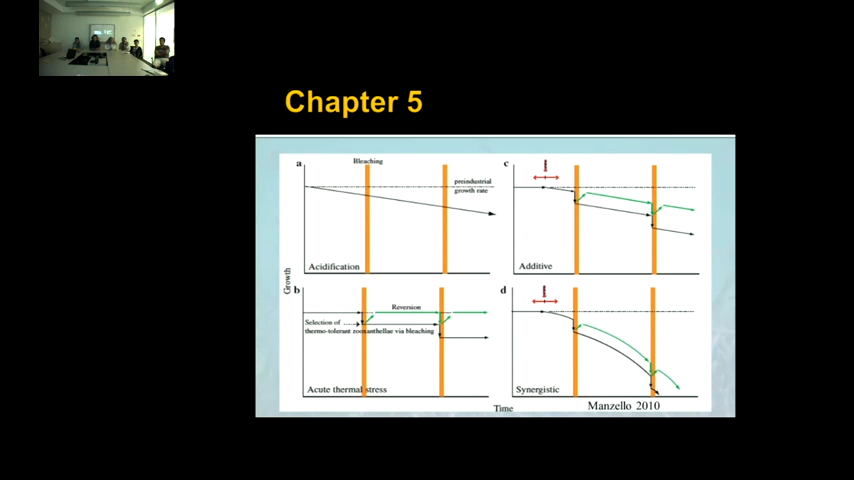 Chapter 5
a
Bleaching
preindustrial
growth rate
Acidification
c
Additive
Growth
b
Reversion
Selection of
thermo-tolerant zooxanthellae via bleaching
Acute thermal stress
d
Synergistic
Time
Manzello 2010